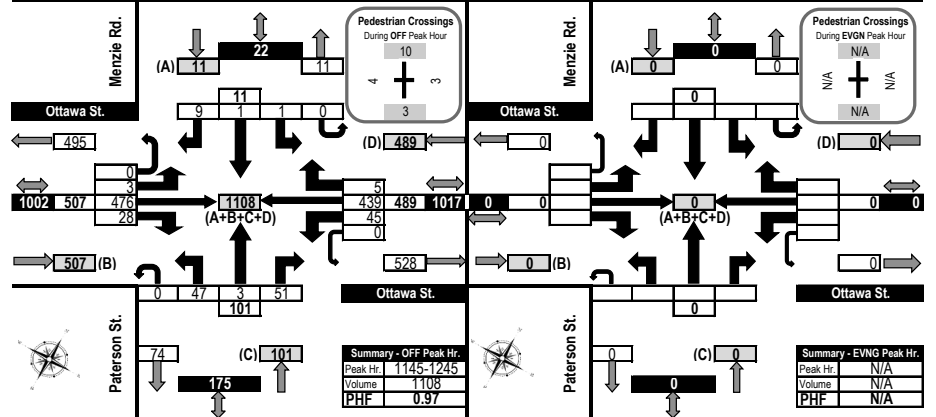 Menzie Rd.
(A) 11
22
11
Pedestrian Crossings
During OFF Peak Hour
10
4
3
3
Ottawa St.
11
9 1 1 0
495
(D) 489
0
3
1002 507 476
28
1108
(A+B+C+D)
5
439 489 1017
45
0
507 (B)
528
0 47 3 51
101
Ottawa St.
Paterson St.
74
(C) 101
175
Summary - OFF Peak Hr.
Peak Hr. 1145-1245
Volume 1108
PHF 0.97
Menzie Rd.
(A) 0
0
0
Pedestrian Crossings
During EVGN Peak Hour
N/A
N/A
N/A
N/A
Ottawa St.
0
0
(D) 0
0 0
0
(A+B+C+D)
0 0
0 (B)
0
0
Ottawa St.
Paterson St.
0
(C) 0
0
Summary - EVNG Peak Hr.
Peak Hr. N/A
Volume N/A
PHF N/A